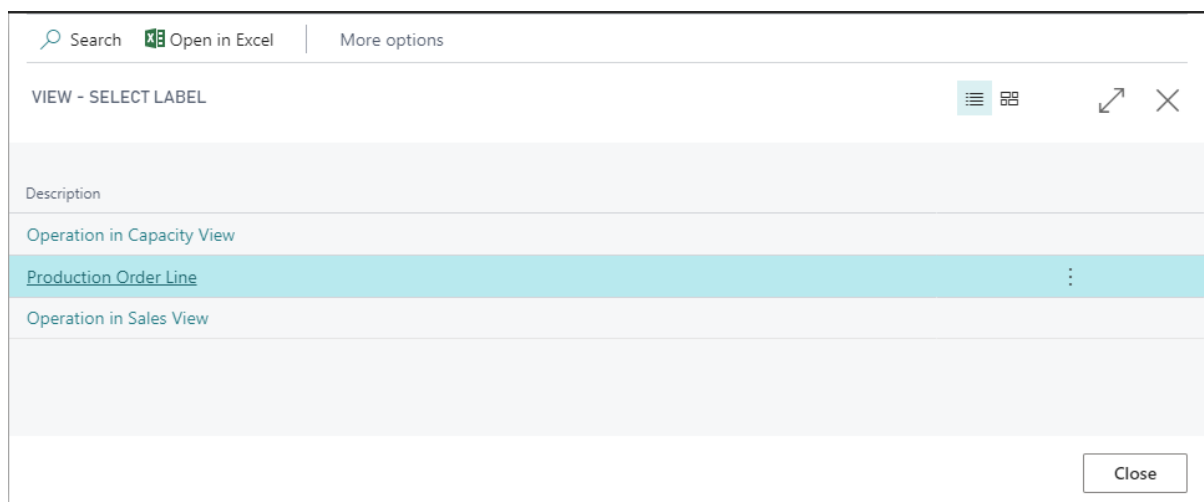 Search Open in Excel More options
VIEW - SELECT LABEL
Description
Operation in Capacity View
Production Order Line
Operation in Sales View
Close